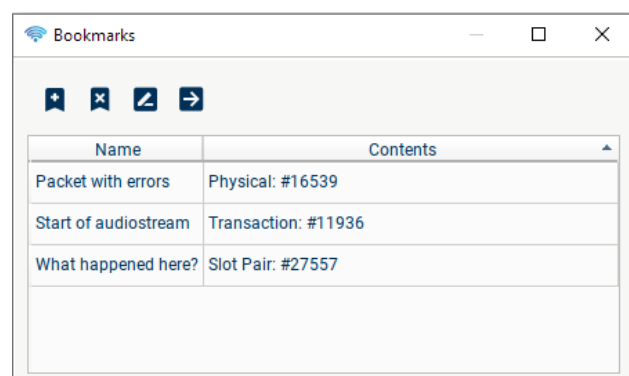 Bookmarks
Name Contents
Packet with errors Physical: #16539
Start of audiostream Transaction: #11936
What happened here? Slot Pair: #27557